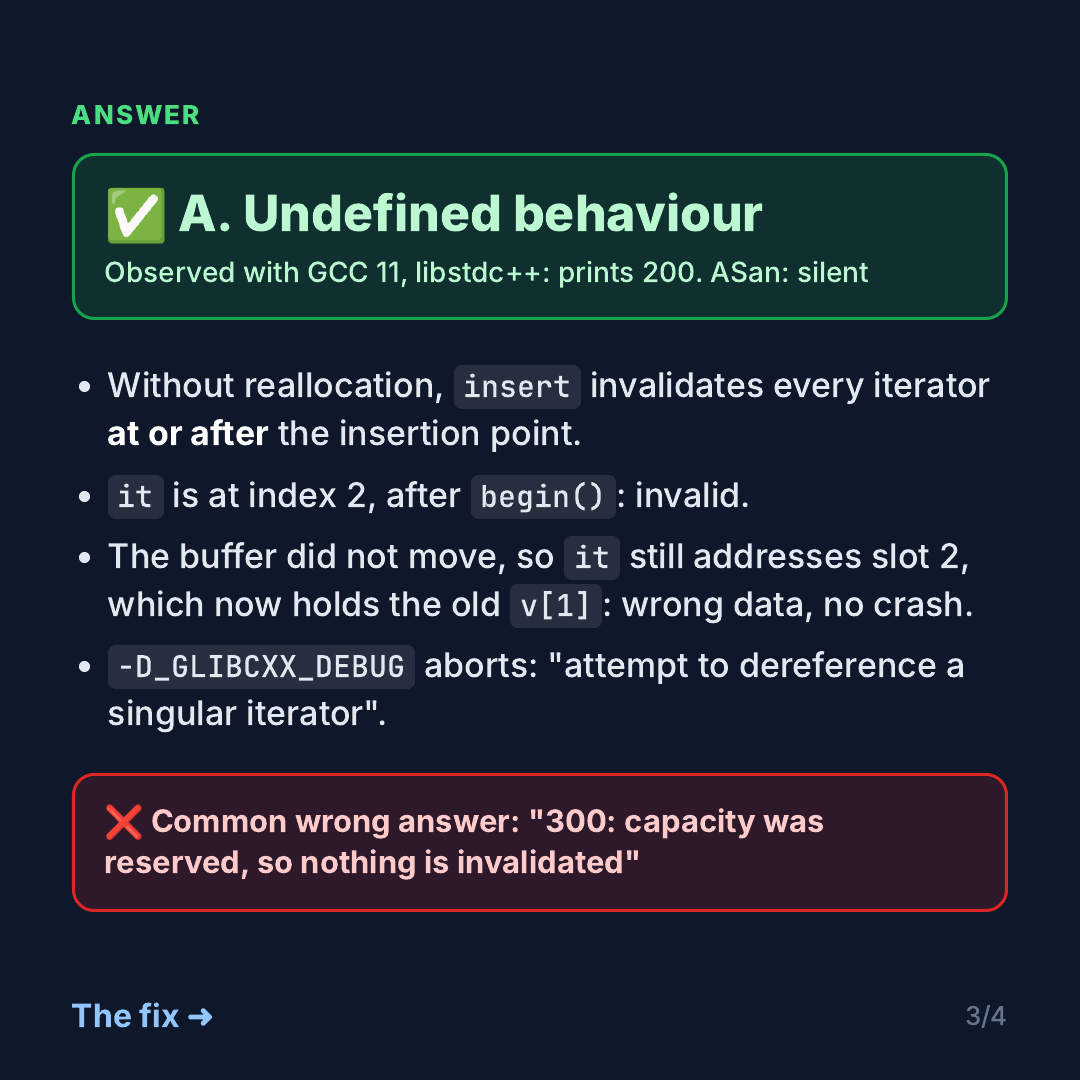 ANSWER
✅ A. Undefined behaviour
Observed with GCC 11, libstdc++: prints 200. ASan: silent
• Without reallocation, insert invalidates every iterator
at or after the insertion point.
• it is at index 2, after begin(): invalid.
• The buffer did not move, so it still addresses slot 2,
which now holds the old v[1]: wrong data, no crash.
• -D_GLIBCXX_DEBUG aborts: "attempt to dereference a
singular iterator".
❌ Common wrong answer: "300: capacity was
reserved, so nothing is invalidated"
The fix ➜
3/4